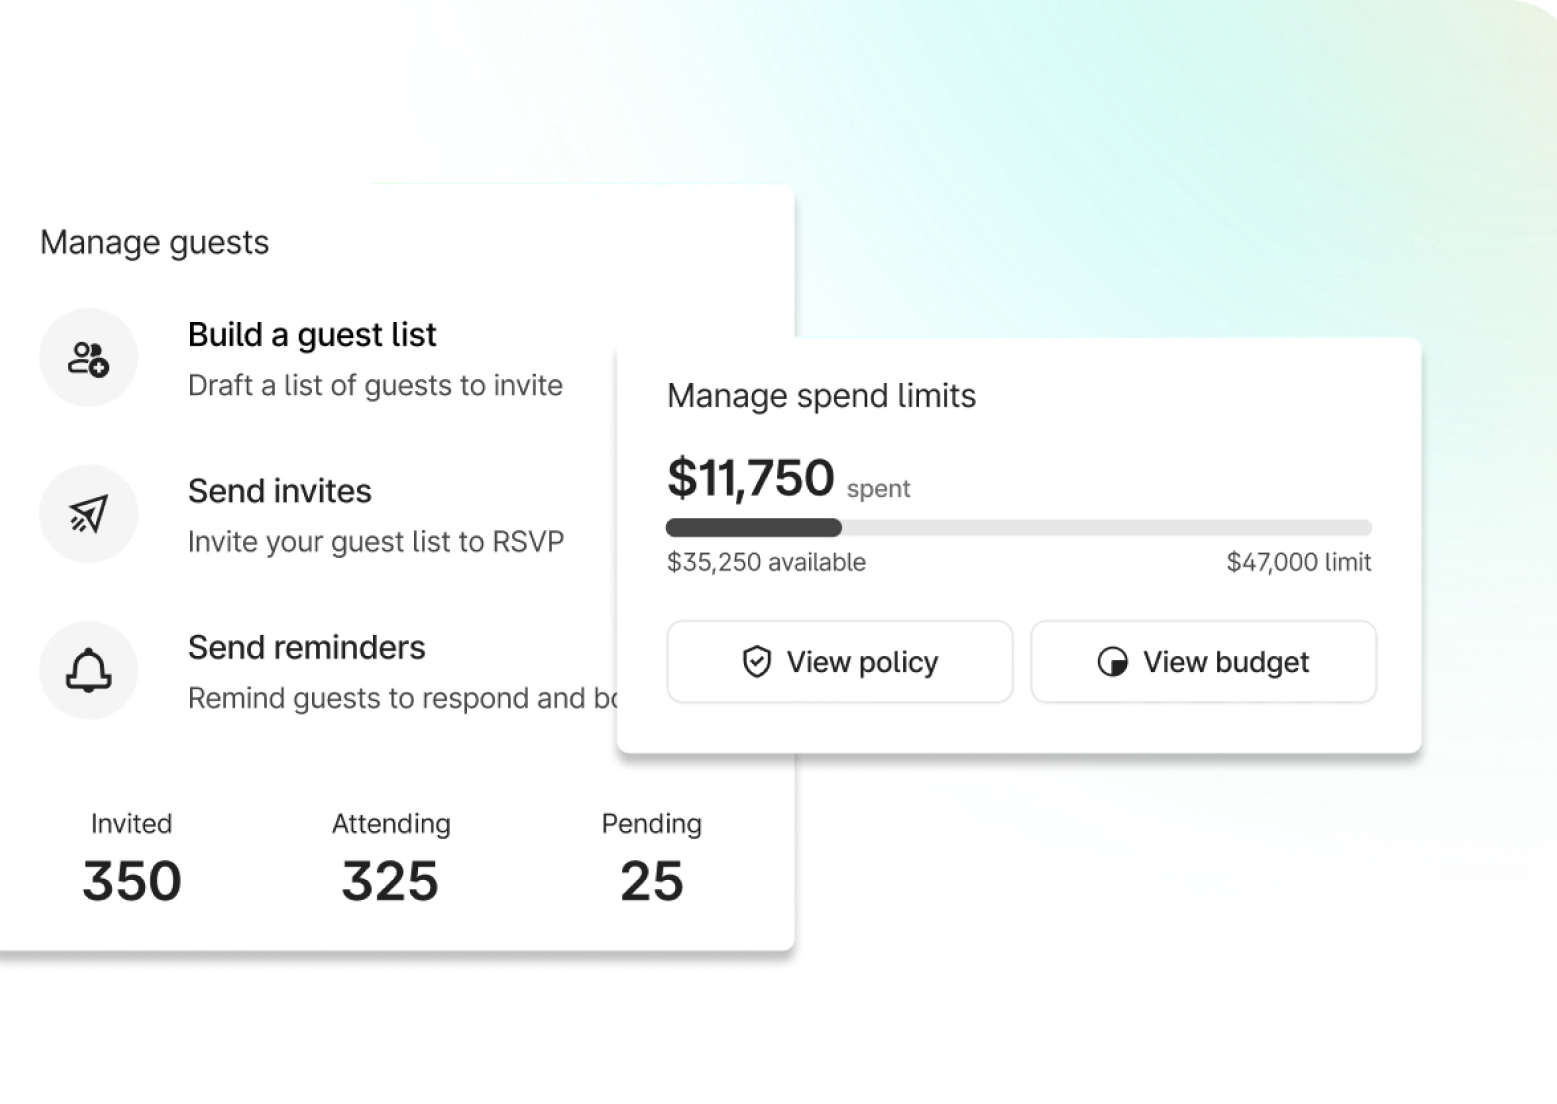 Manage guests
Build a guest list
Draft a list of guests to invite
Send invites
Invite your guest list to RSVP
Send reminders
Remind guests to respond and
Invited
350
Attending
325
Pending
25
Manage spend limits
$11,750 spent
$35,250 available
$47,000 limit
View policy
View budget